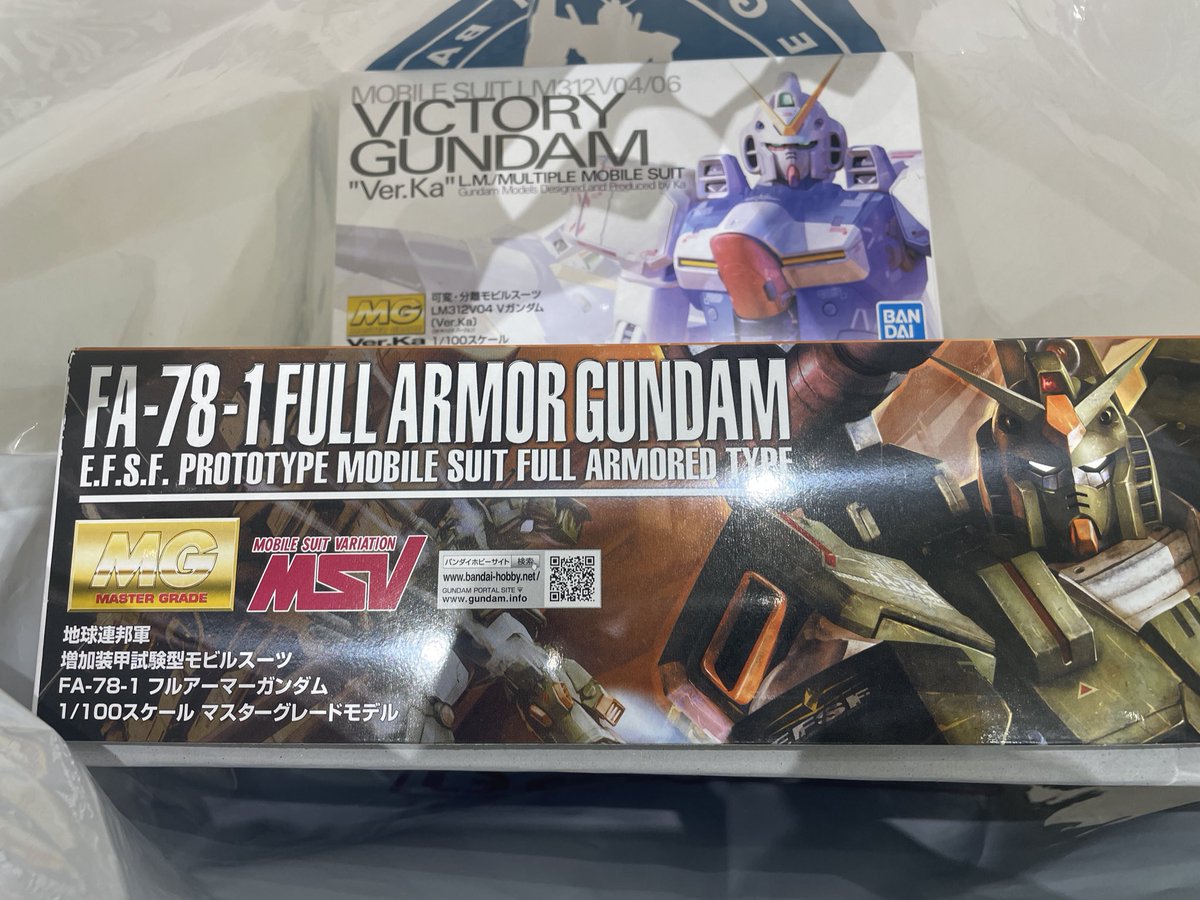 MOBILE SUIT LM312V04/06
VICTORY
GUNDAM
"Ver.Ka" L.M./MULTIPLE MOBILE SUIT
Gundam Models Designed and Produced by Ka
MG
Ver.Ka
可変・分離モビルスーツ
LM312V04 Vガンダム
(Ver.Ka)
1/100スケール
BAN
DAI
FA-78-1 FULL ARMOR GUNDAM
E.F.S.F. PROTOTYPE MOBILE SUIT FULL ARMORED TYPE
MG
MASTER GRADE
MOBILE SUIT VARIATION
MSV
バンダイホビーサイト 検索
www.bandai-hobby.net/
GUNDAM PORTAL SITE
www.gundam.info
地球連邦軍
増加装甲試験型モビルスーツ
FA-78-1 フルアーマーガンダム
1/100スケール マスターグレードモデル